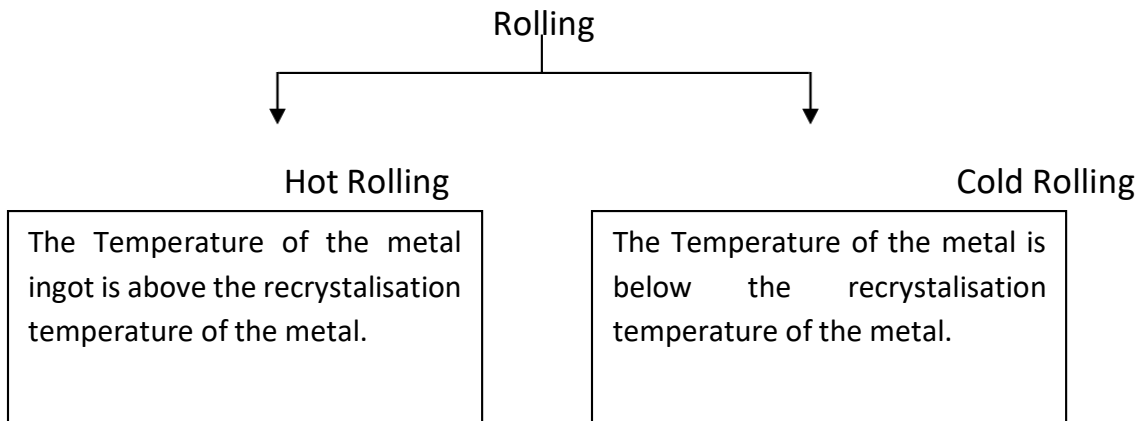 Rolling
Hot Rolling
Cold Rolling
The Temperature of the metal
ingot is above the recrystalisation
temperature of the metal.
The Temperature of the metal is
below the recrystalisation
temperature of the metal.